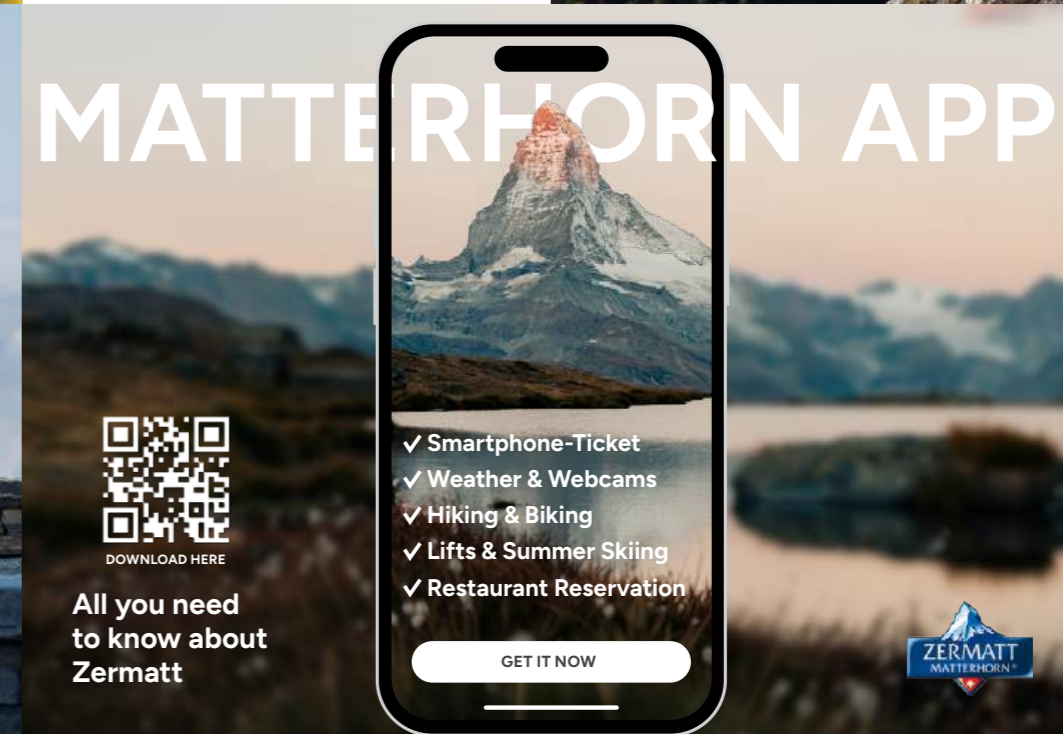 MATTERHORN APP
✓ Smartphone-Ticket
✓ Weather & Webcams
✓ Hiking & Biking
✓ Lifts & Summer Skiing
✓ Restaurant Reservation
GET IT NOW
DOWNLOAD HERE
All you need
to know about
Zermatt
ZERMATT
MATTERHORN®